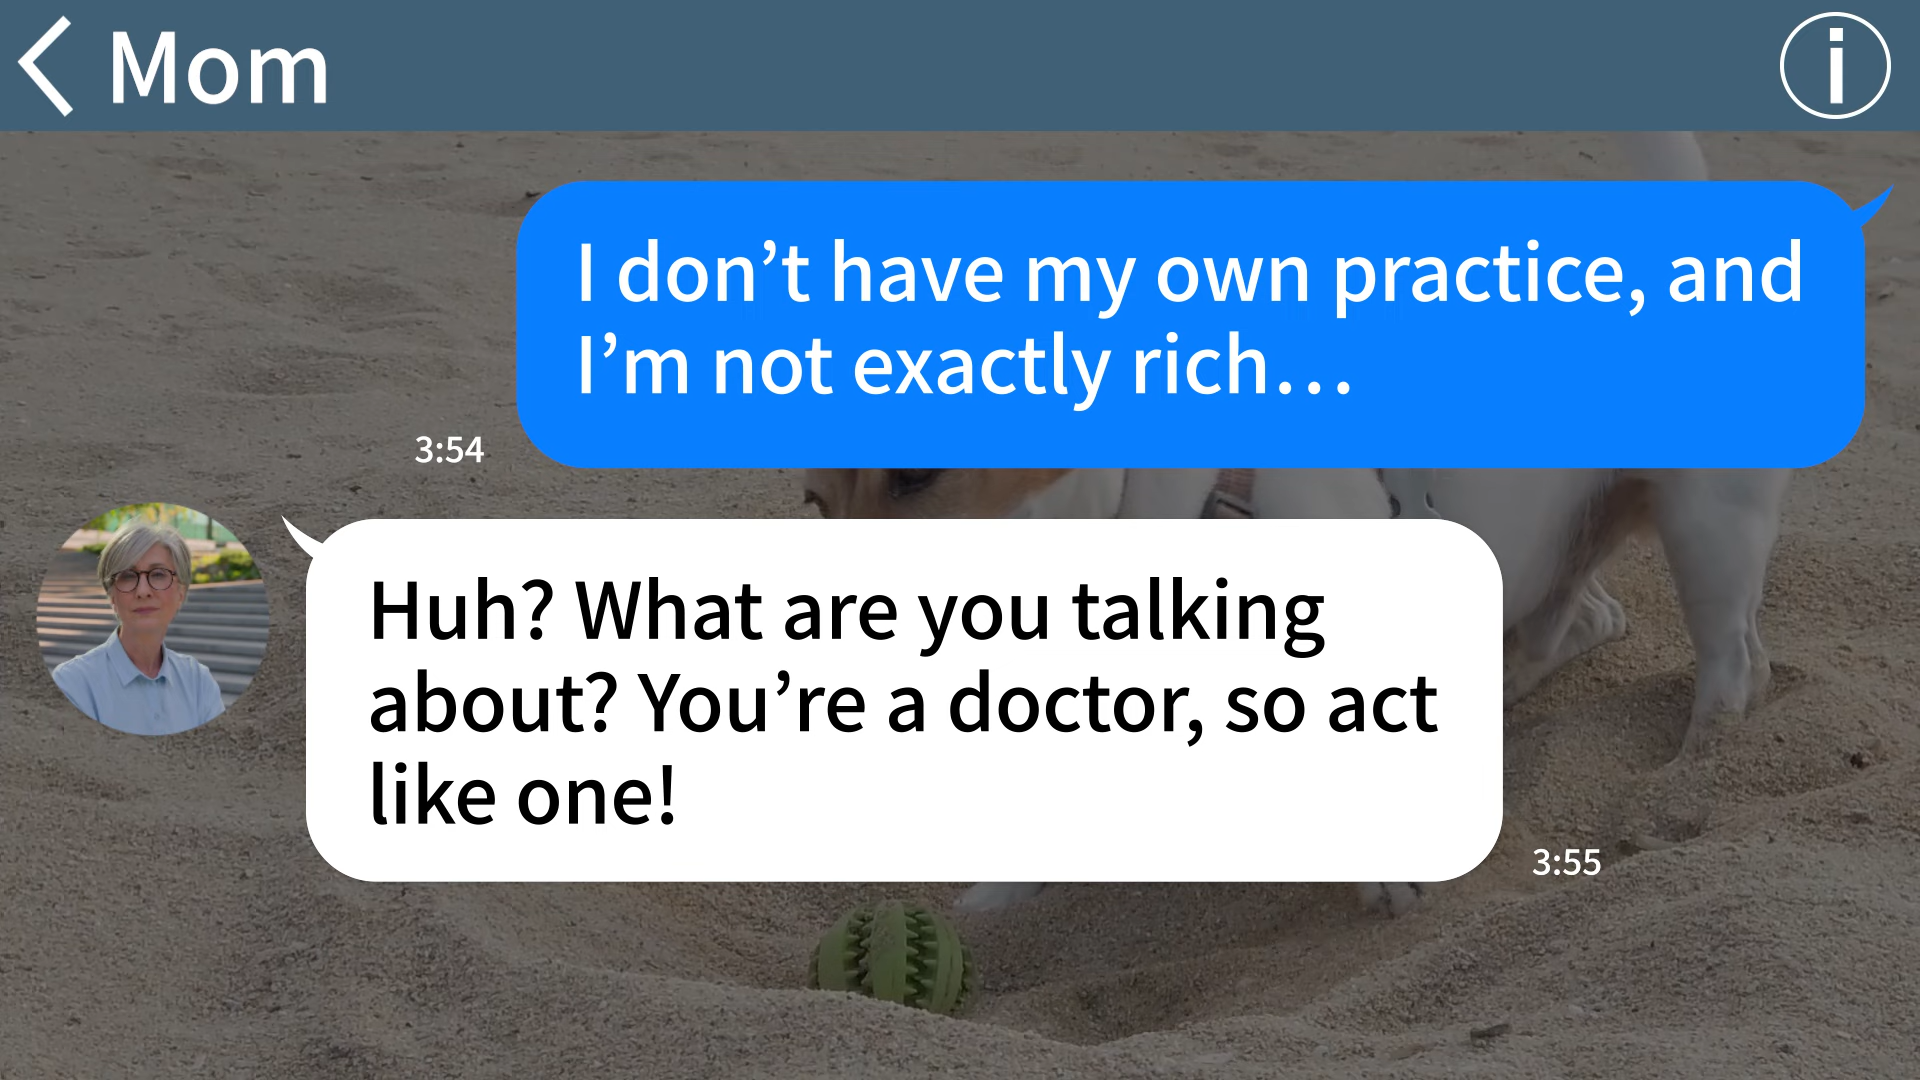 Mom
I don’t have my own practice, and
I’m not exactly rich…
3:54
Huh? What are you talking
about? You’re a doctor, so act
like one!
3:55